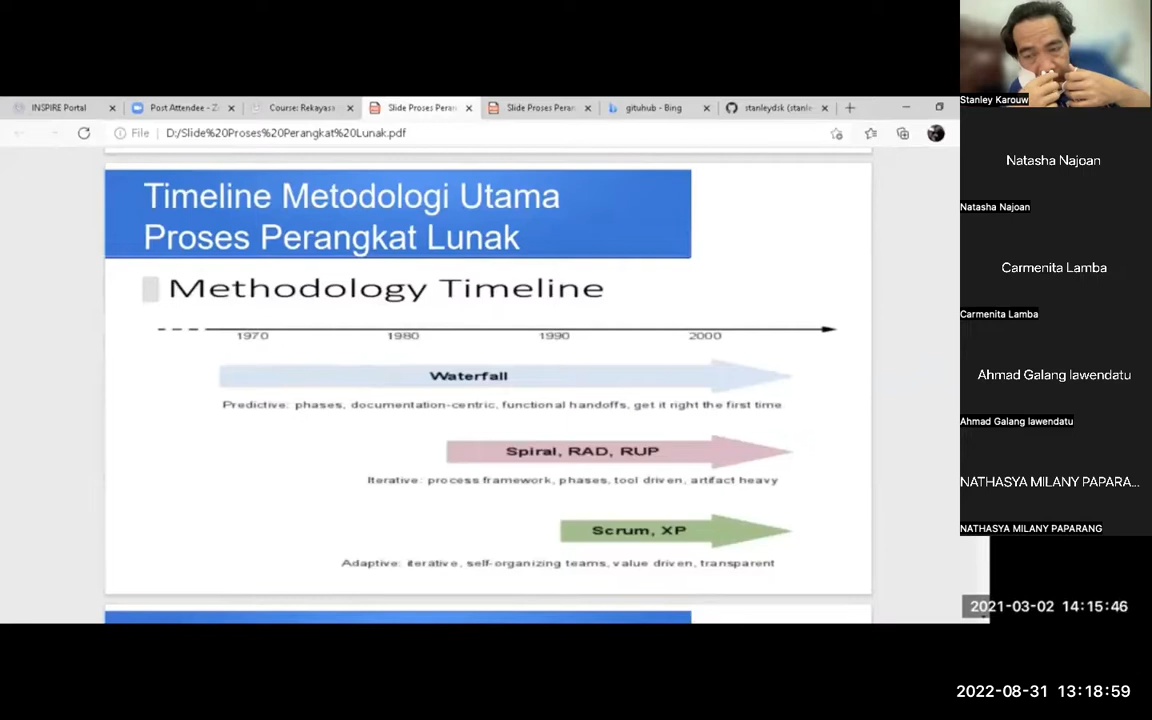 INSPIRE Portal
Post Attendee - Z
Course: Rekayasa
Slide Proses Peran
Slide Proses Peran
gituhub - Bing
stanleydsk (stanle
File
D:/Slide%20Proses%20Perangkat%20Lunak.pdf
Timeline Metodologi Utama
Proses Perangkat Lunak
Methodology Timeline
1970 1980 1990 2000
Waterfall
Predictive: phases, documentation-centric, functional handoffs, get it right the first time
Spiral, RAD, RUP
Iterative: process framework, phases, tool driven, artifact heavy
Scrum, XP
Adaptive: iterative, self-organizing teams, value driven, transparent
Stanley Karouw
Natasha Najoan
Natasha Najoan
Carmenita Lamba
Carmenita Lamba
Ahmad Galang lawendatu
Ahmad Galang lawendatu
NATHASYA MILANY PAPARA...
NATHASYA MILANY PAPARANG
2021-03-02 14:15:46
2022-08-31 13:18:59